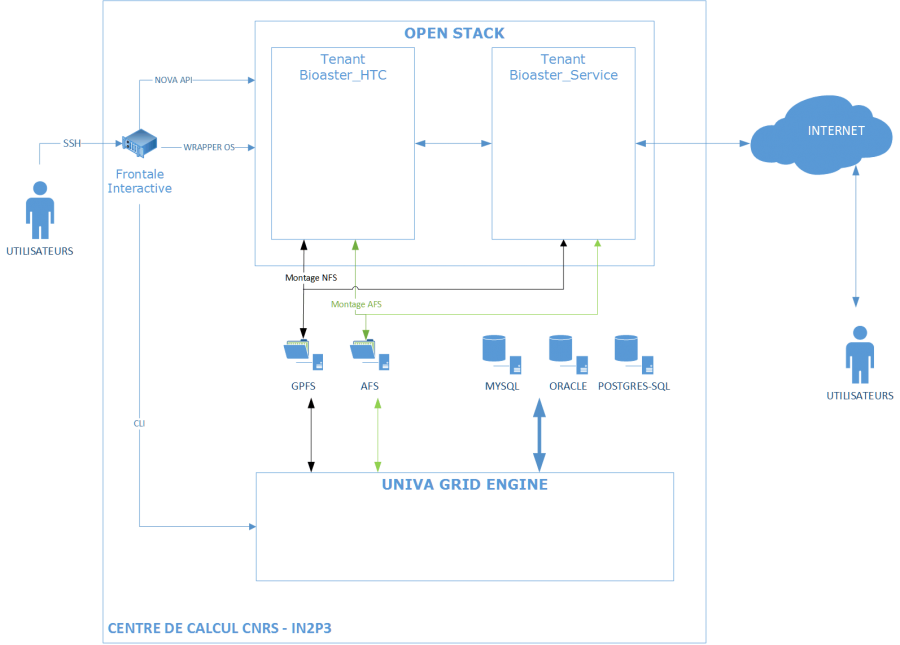 OPEN STACK
Tenant
Bioaster_HTC
Tenant
Bioaster_Service
NOVA API
SSH
WRAPPER OS
Frontale
Interactive
INTERNET
UTILISATEURS
Montage NFS
Montage AFS
GPFS
AFS
MYSQL
ORACLE
POSTGRES-SQL
UTILISATEURS
CLI
UNIVA GRID ENGINE
CENTRE DE CALCUL CNRS - IN2P3